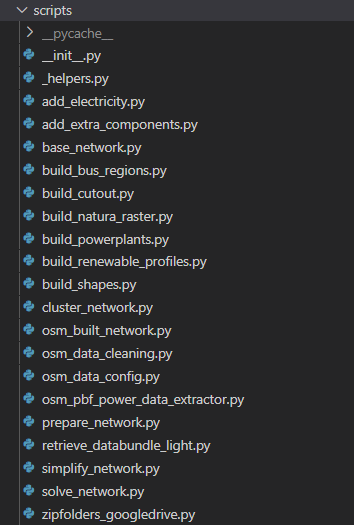 scripts
__pycache__
__init__.py
_helpers.py
add_electricity.py
add_extra_components.py
base_network.py
build_bus_regions.py
build_cutout.py
build_natura_raster.py
build_powerplants.py
build_renewable_profiles.py
build_shapes.py
cluster_network.py
osm_built_network.py
osm_data_cleaning.py
osm_data_config.py
osm_pbf_power_data_extractor.py
prepare_network.py
retrieve_databundle_light.py
simplify_network.py
solve_network.py
zipfolders_googledrive.py